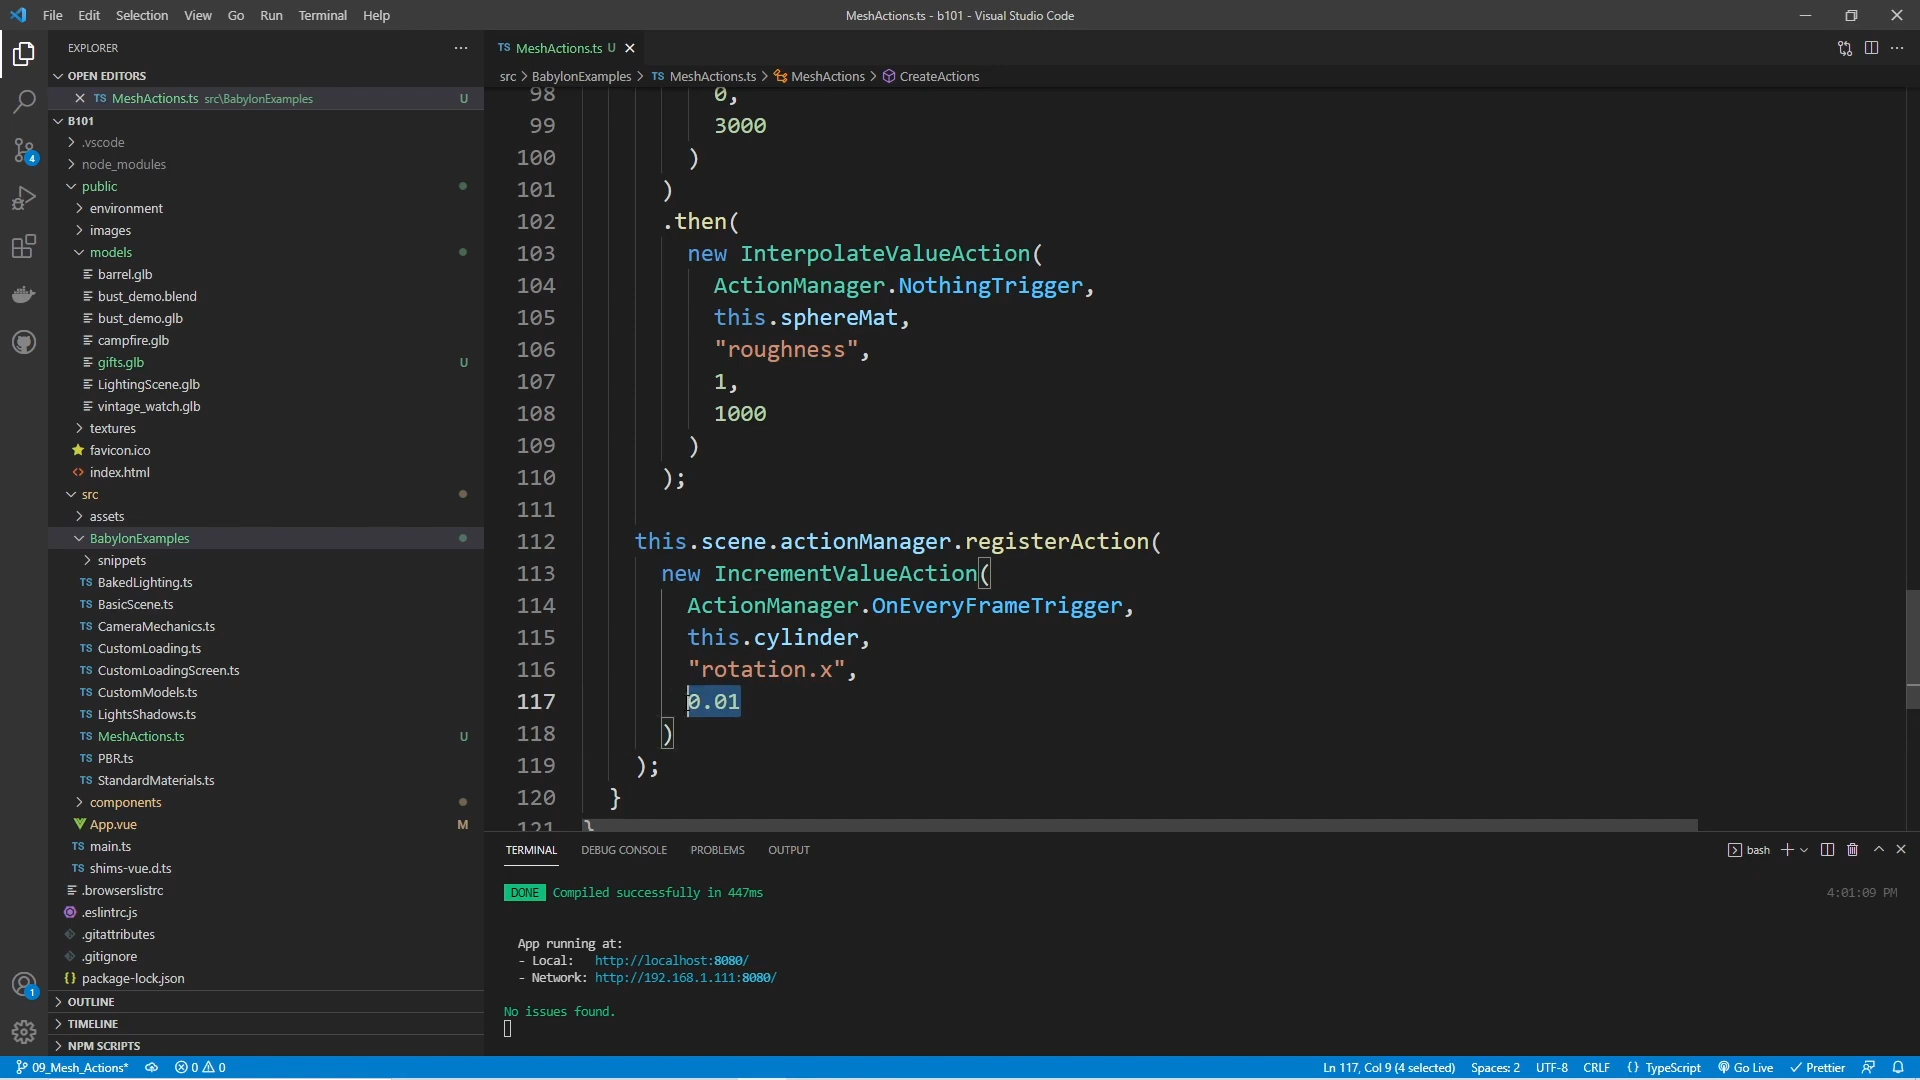 File Edit Selection View Go Run Terminal Help
MeshActions.ts - b101 - Visual Studio Code
EXPLORER
OPEN EDITORS
TS MeshActions.ts src\BabylonExamples U
B101
.vscode
node_modules
public
environment
images
models
barrel.glb
bust_demo.blend
bust_demo.glb
campfire.glb
gifts.glb U
LightingScene.glb
vintage_watch.glb
textures
favicon.ico
index.html
src
assets
BabylonExamples
snippets
TS BakedLighting.ts
TS BasicScene.ts
TS CameraMechanics.ts
TS CustomLoading.ts
TS CustomLoadingScreen.ts
TS CustomModels.ts
TS LightsShadows.ts
TS MeshActions.ts U
TS PBR.ts
TS StandardMaterials.ts
components
App.vue M
TS main.ts
TS shims-vue.d.ts
.browserslistrc
.eslintrc.js
.gitattributes
.gitignore
{} package-lock.json
OUTLINE
TIMELINE
NPM SCRIPTS
TS MeshActions.ts U
src > BabylonExamples > TS MeshActions.ts > MeshActions > CreateActions
98 0,
99 3000
100 )
101 )
102 .then(
103 new InterpolateValueAction(
104 ActionManager.NothingTrigger,
105 this.sphereMat,
106 "roughness",
107 1,
108 1000
109 )
110 );
111
112 this.scene.actionManager.registerAction(
113 new IncrementValueAction(
114 ActionManager.OnEveryFrameTrigger,
115 this.cylinder,
116 "rotation.x",
117 0.01
118 )
119 );
120 }
121 }
TERMINAL DEBUG CONSOLE PROBLEMS OUTPUT
bash
DONE Compiled successfully in 447ms 4:01:09 PM
App running at:
- Local: http://localhost:8080/
- Network: http://192.168.1.111:8080/
No issues found.
4
1
09_Mesh_Actions* 0 0 Ln 117, Col 9 (4 selected) Spaces: 2 UTF-8 CRLF {} TypeScript Go Live Prettier